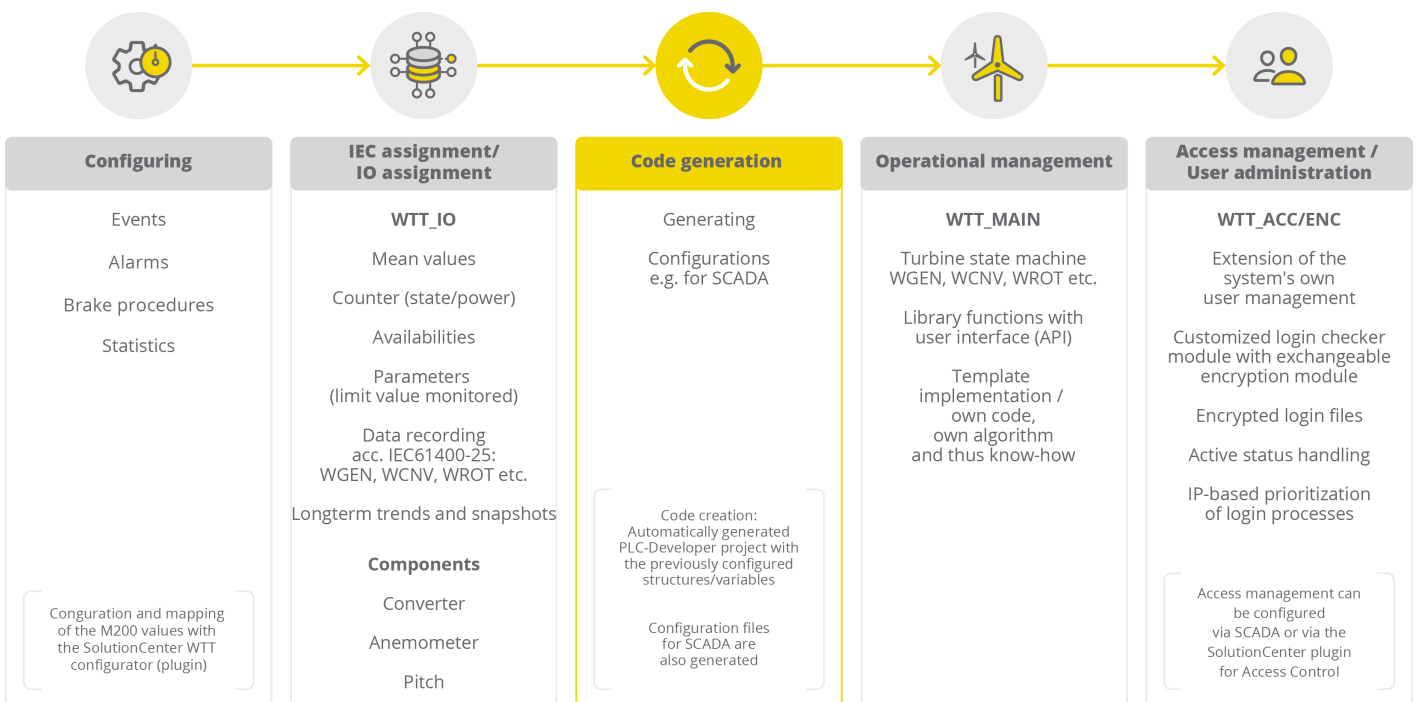 Configuring
Events
Alarms
Brake procedures
Statistics
Conguration and mapping
of the M200 values with
the SolutionCenter WTT
configurator (plugin)
IEC assignment/
IO assignment
WTT_IO
Mean values
Counter (state/power)
Availabilities
Parameters
(limit value monitored)
Data recording
acc. IEC61400-25:
WGEN, WCNV, WROT etc.
Longterm trends and snapshots
Components
Converter
Anemometer
Pitch
Code generation
Generating
Configurations
e.g. for SCADA
Code creation:
Automatically generated
PLC-Developer project with
the previously configured
structures/variables
Configuration files
for SCADA are
also generated
Operational management
WTT_MAIN
Turbine state machine
WGEN, WCNV, WROT etc.
Library functions with
user interface (API)
Template
implementation /
own code,
own algorithm
and thus know-how
Access management /
User administration
WTT_ACC/ENC
Extension of the
system's own
user management
Customized login checker
module with exchangeable
encryption module
Encrypted login files
Active status handling
IP-based prioritization
of login processes
Access management can
be configured
via SCADA or via the
SolutionCenter plugin
for Access Control